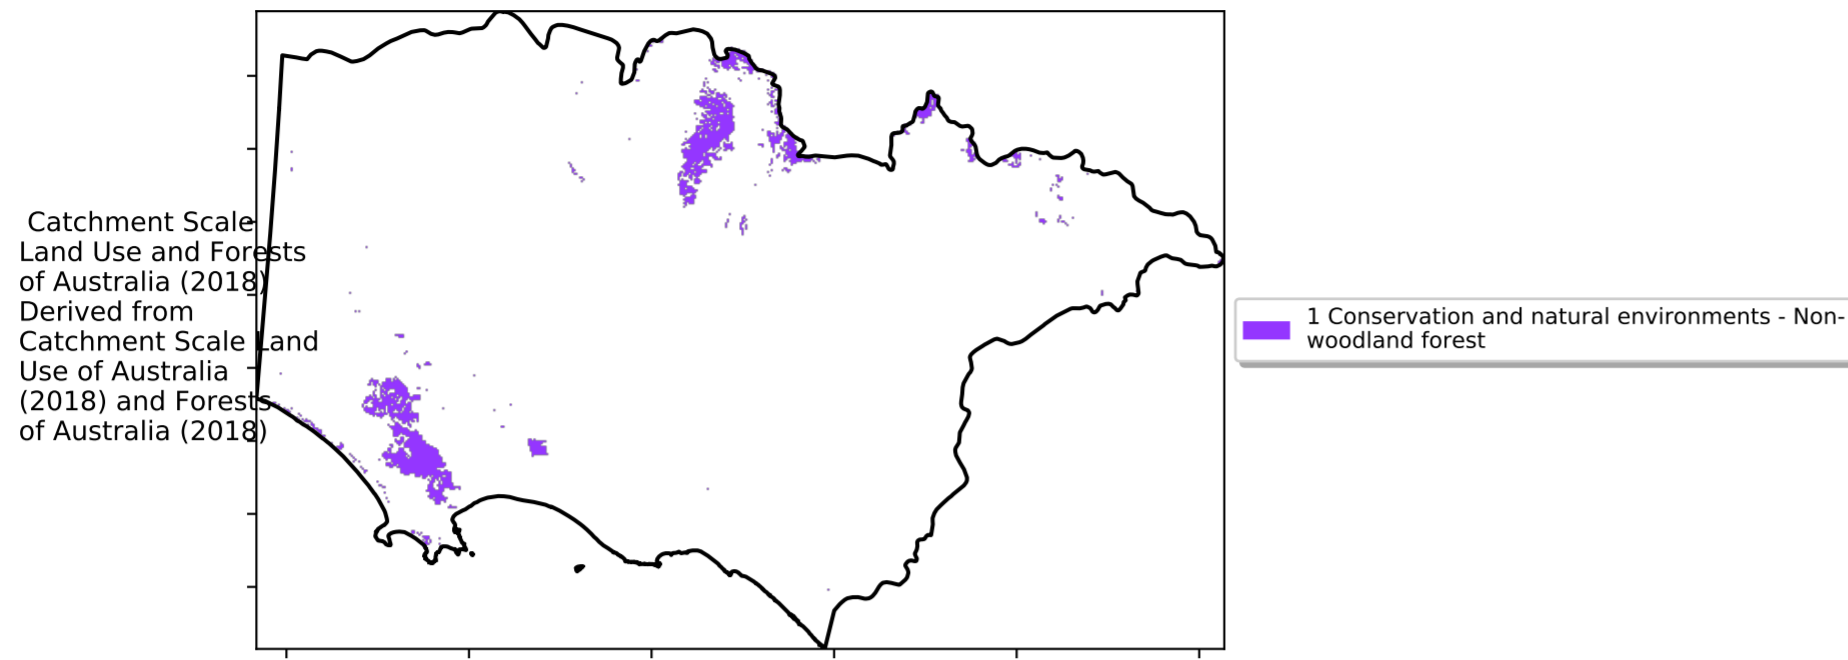 Catchment Scale
Land Use and Forests
of Australia (2018)
Derived from
Catchment Scale Land
Use of Australia
(2018) and Forests
of Australia (2018)
1 Conservation and natural environments - Non-
woodland forest